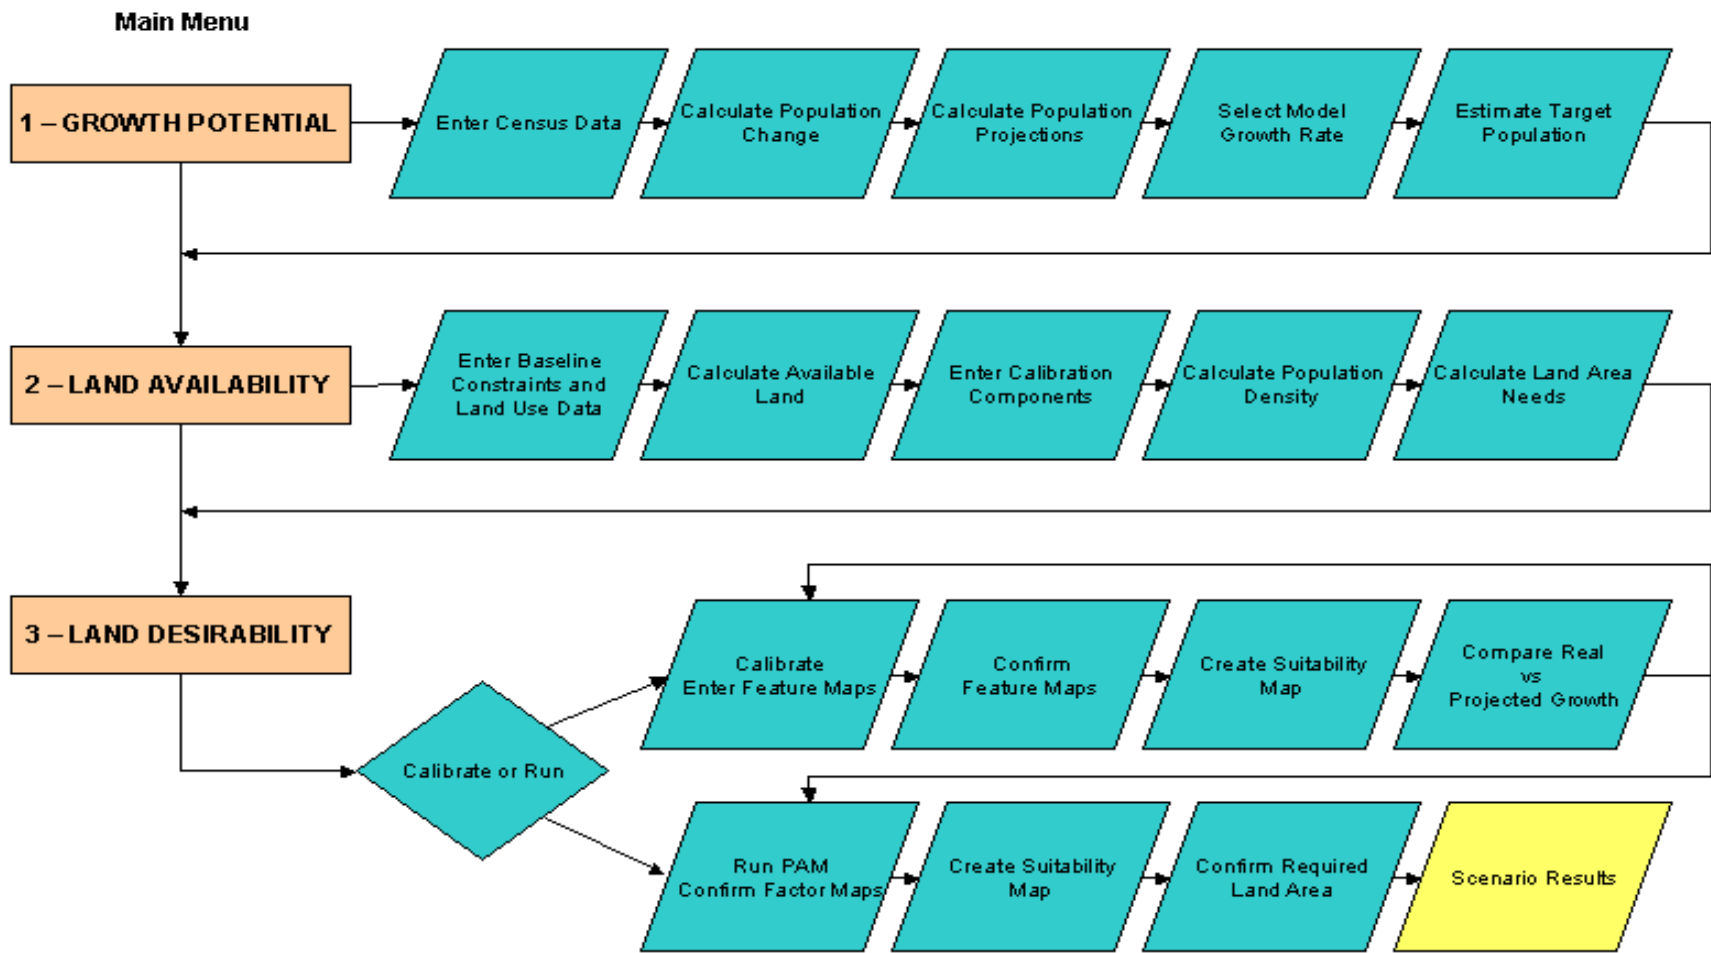 Main Menu
1 – GROWTH POTENTIAL
Enter Census Data
Calculate Population
Change
Calculate Population
Projections
Select Model
Growth Rate
Estimate Target
Population
2 – LAND AVAILABILITY
Enter Baseline
Constraints and
Land Use Data
Calculate Available
Land
Enter Calibration
Components
Calculate Population
Density
Calculate Land Area
Needs
3 – LAND DESIRABILITY
Calibrate or Run
Calibrate
Enter Feature Maps
Confirm
Feature Maps
Create Suitability
Map
Compare Real
vs
Projected Growth
Run PAM
Confirm Factor Maps
Create Suitability
Map
Confirm Required
Land Area
Scenario Results